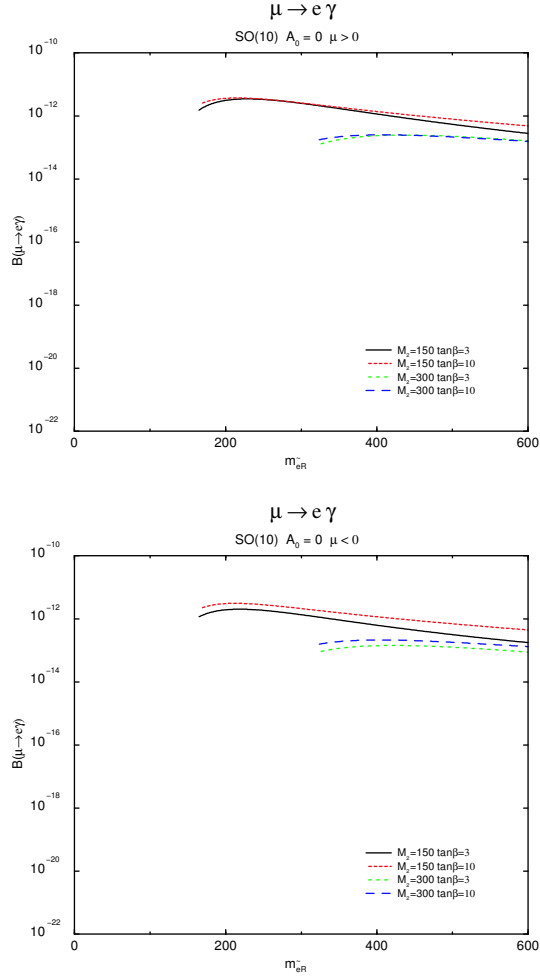 μ → e γ
SO(10) A₀ = 0 μ > 0
10⁻¹⁰
10⁻¹²
10⁻¹⁴
10⁻¹⁶
10⁻¹⁸
10⁻²⁰
10⁻²²
B(μ→eγ)
M₂=150 tanβ=3
M₂=150 tanβ=10
M₂=300 tanβ=3
M₂=300 tanβ=10
0 200 400 600
m_ẽR
μ → e γ
SO(10) A₀ = 0 μ < 0
10⁻¹⁰
10⁻¹²
10⁻¹⁴
10⁻¹�6
10⁻¹⁸
10⁻²⁰
10⁻²²
B(μ→eγ)
M₂=150 tanβ=3
M₂=150 tanβ=10
M₂=300 tanβ=3
M₂=300 tanβ=10
0 200 400 600
m_ẽR